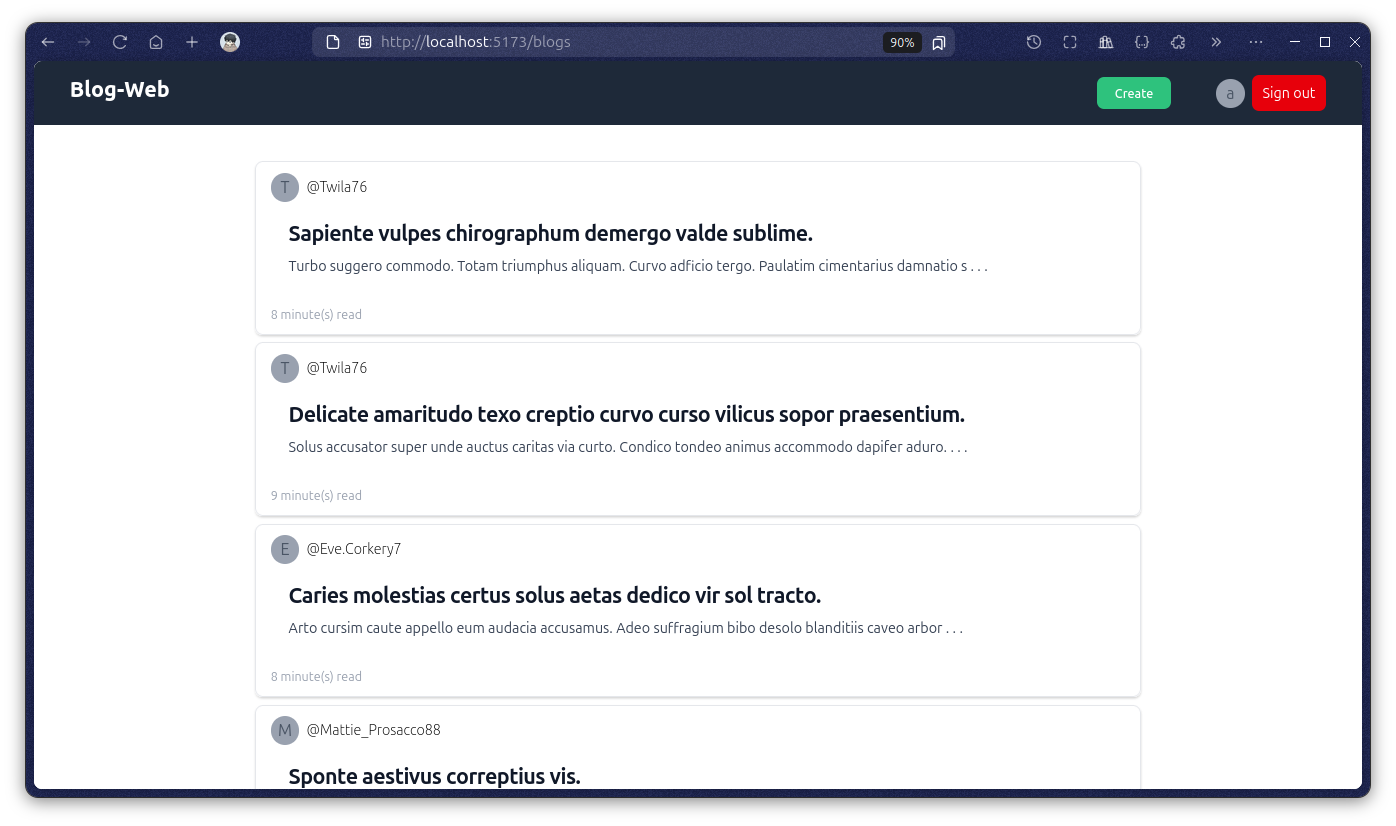 http://localhost:5173/blogs 90%
Blog-Web Create a Sign out
T @Twila76
Sapiente vulpes chirographum demergo valde sublime.
Turbo suggero commodo. Totam triumphus aliquam. Curvo adficio tergo. Paulatim cimentarius damnatio s . . .
8 minute(s) read
T @Twila76
Delicate amaritudo texo creptio curvo curso vilicus sopor praesentium.
Solus accusator super unde auctus caritas via curto. Condico tondeo animus accommodo dapifer aduro. . . .
9 minute(s) read
E @Eve.Corkery7
Caries molestias certus solus aetas dedico vir sol tracto.
Arto cursim caute appello eum audacia accusamus. Adeo suffragium bibo desolo blanditiis caveo arbor . . .
8 minute(s) read
M @Mattie_Prosacco88
Sponte aestivus correptius vis.